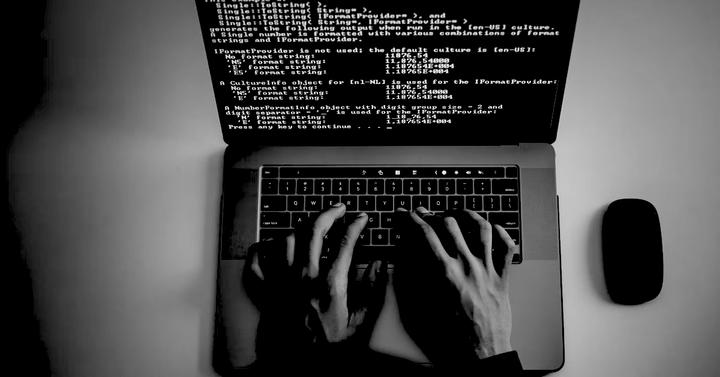 Single::ToString( ),
Single::ToString( String* ),
Single::ToString( IFormatProvider* ), and
Single::ToString( String*, IFormatProvider* )
generates the following output when run in the [en-US] culture.
A Single number is formatted with various combinations of format
strings and IFormatProvider.
IFormatProvider is not used; the default culture is [en-US]:
No format string: 11876.54
'N5' format string: 11,876.54000
'E' format string: 1.187654E+004
'E5' format string: 1.18765E+004
A CultureInfo object for [nl-NL] is used for the IFormatProvider:
No format string: 11876,54
'N5' format string: 11.876,54000
'E' format string: 1,187654E+004
A NumberFormatInfo object with digit group size = 2 and
digit separator = '_' is used for the IFormatProvider:
'N' format string: 1_18_76.54
'E' format string: 1.187654E+004
Press any key to continue . . . _